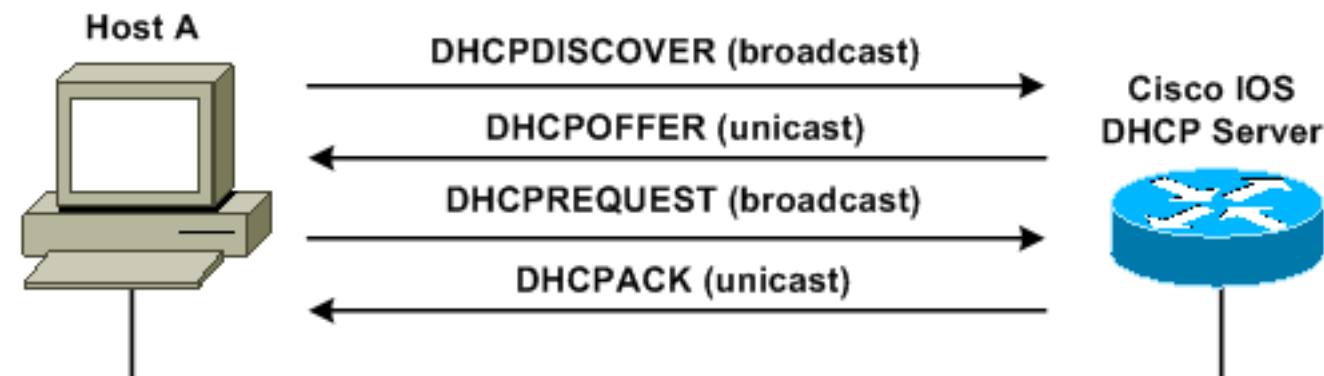 Host A
DHCPDISCOVER (broadcast)
Cisco IOS
DHCP Server
DHCPOFFER (unicast)
DHCPREQUEST (broadcast)
DHCPACK (unicast)